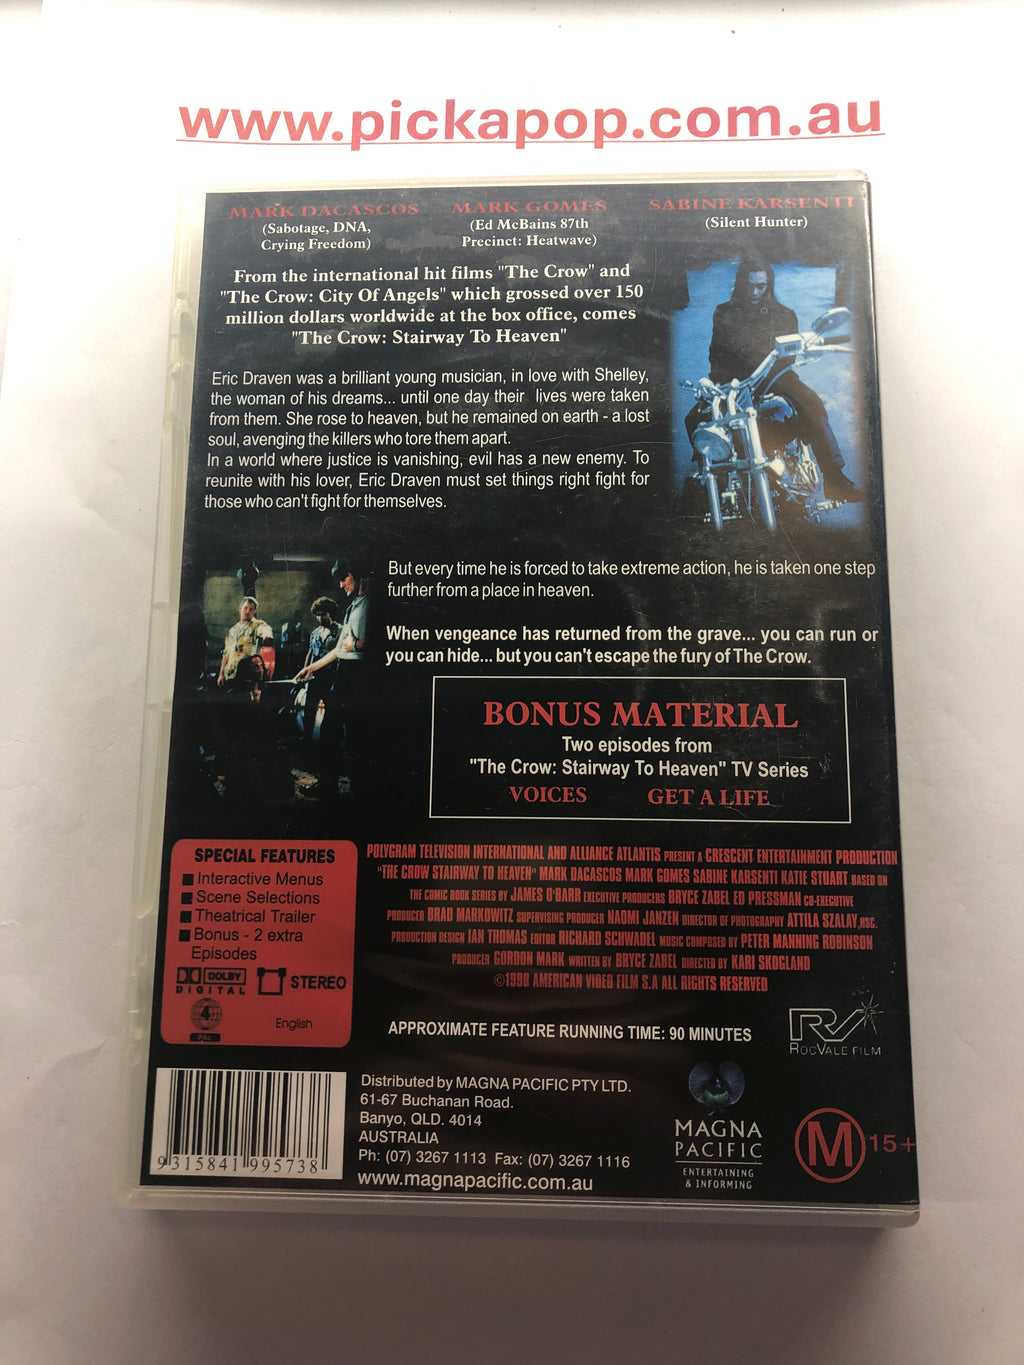 www.pickapop.com.au
MARK DACASCOS
(Sabotage, DNA,
Crying Freedom)
MARK GOMES
(Ed McBains 87th
Precinct: Heatwave)
SABINE KARSENTI
(Silent Hunter)
From the international hit films "The Crow" and
"The Crow: City Of Angels" which grossed over 150
million dollars worldwide at the box office, comes
"The Crow: Stairway To Heaven"
Eric Draven was a brilliant young musician, in love with Shelley,
the woman of his dreams... until one day their lives were taken
from them. She rose to heaven, but he remained on earth - a lost
soul, avenging the killers who tore them apart.
In a world where justice is vanishing, evil has a new enemy. To
reunite with his lover, Eric Draven must set things right fight for
those who can't fight for themselves.
But every time he is forced to take extreme action, he is taken one step
further from a place in heaven.
When vengeance has returned from the grave... you can run or
you can hide... but you can't escape the fury of The Crow.
BONUS MATERIAL
Two episodes from
"The Crow: Stairway To Heaven" TV Series
VOICES GET A LIFE
SPECIAL FEATURES
Interactive Menus
Scene Selections
Theatrical Trailer
Bonus - 2 extra
Episodes
DOLBY
DIGITAL
STEREO
4
PAL
English
POLYGRAM TELEVISION INTERNATIONAL AND ALLIANCE ATLANTIS PRESENT A CRESCENT ENTERTAINMENT PRODUCTION
"THE CROW STAIRWAY TO HEAVEN" MARK DACASCOS MARK GOMES SABINE KARSENTI KATIE STUART BASED ON
THE COMIC BOOK SERIES BY JAMES O'BARR EXECUTIVE PRODUCERS BRYCE ZABEL ED PRESSMAN CO-EXECUTIVE
PRODUCER BRAD MARKOWITZ SUPERVISING PRODUCER NAOMI JANZEN DIRECTOR OF PHOTOGRAPHY ATTILA SZALAY,HSC.
PRODUCTION DESIGN IAN THOMAS EDITOR RICHARD SCHWADEL MUSIC COMPOSED BY PETER MANNING ROBINSON
PRODUCER GORDON MARK WRITTEN BY BRYCE ZABEL DIRECTED BY KARI SKOGLAND
©1998 AMERICAN VIDEO FILM S.A ALL RIGHTS RESERVED
APPROXIMATE FEATURE RUNNING TIME: 90 MINUTES
RV
ROCVALE FILM
9 315841 995738
Distributed by MAGNA PACIFIC PTY LTD.
61-67 Buchanan Road.
Banyo, QLD. 4014
AUSTRALIA
Ph: (07) 3267 1113 Fax: (07) 3267 1116
www.magnapacific.com.au
MAGNA
PACIFIC
ENTERTAINING
& INFORMING
M 15+